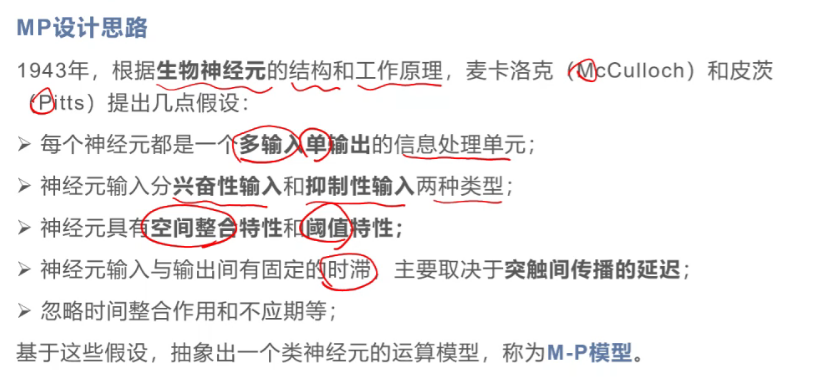 MP设计思路
1943年，根据生物神经元的结构和工作原理，麦卡洛克（McCulloch）和皮茨
（Pitts）提出几点假设：
➢ 每个神经元都是一个多输入单输出的信息处理单元；
➢ 神经元输入分兴奋性输入和抑制性输入两种类型；
➢ 神经元具有空间整合特性和阈值特性；
➢ 神经元输入与输出间有固定的时滞 主要取决于突触间传播的延迟；
➢ 忽略时间整合作用和不应期等；
基于这些假设，抽象出一个类神经元的运算模型，称为M-P模型。